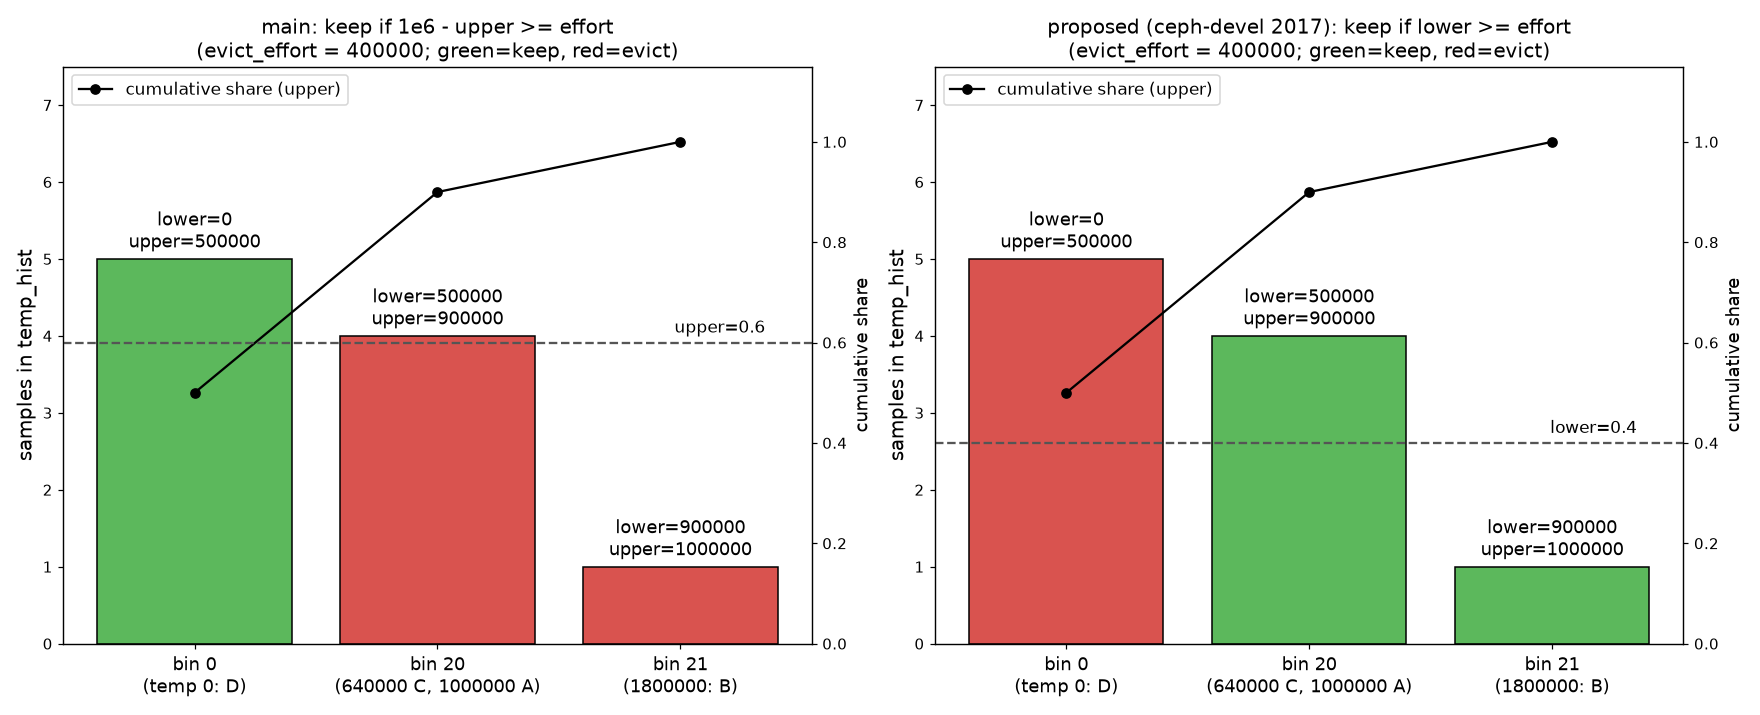 main: keep if 1e6 - upper >= effort
(evict_effort = 400000; green=keep, red=evict)
cumulative share (upper)
samples in temp_hist
7
6
5
4
3
2
1
0
lower=0
upper=500000
lower=500000
upper=900000
lower=900000
upper=1000000
upper=0.6
1.0
0.8
0.6
0.4
0.2
0.0
cumulative share
bin 0
(temp 0: D)
bin 20
(640000 C, 1000000 A)
bin 21
(1800000: B)
proposed (ceph-devel 2017): keep if lower >= effort
(evict_effort = 400000; green=keep, red=evict)
cumulative share (upper)
samples in temp_hist
7
6
5
4
3
2
1
0
lower=0
upper=500000
lower=500000
upper=900000
lower=900000
upper=1000000
lower=0.4
1.0
0.8
0.6
0.4
0.2
0.0
cumulative share
bin 0
(temp 0: D)
bin 20
(640000 C, 1000000 A)
bin 21
(1800000: B)